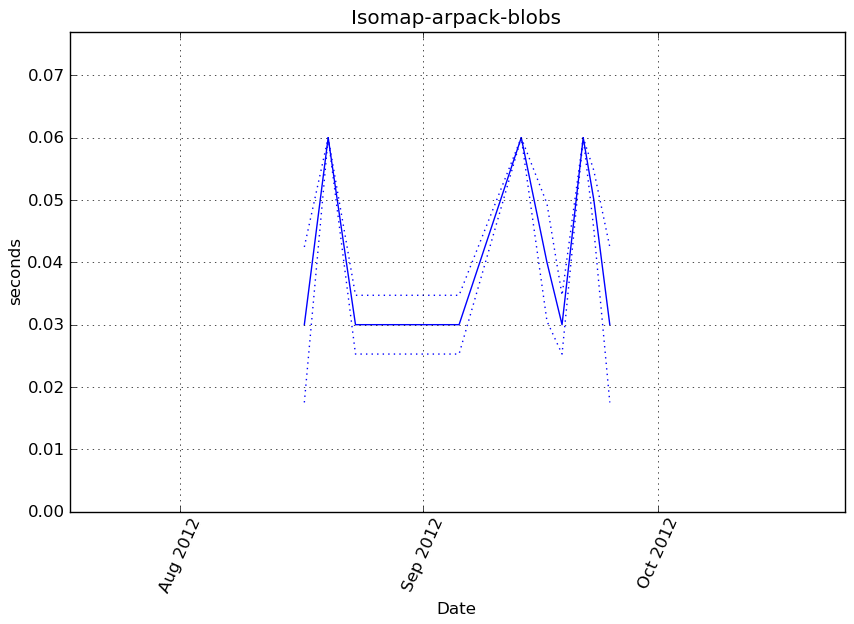 Isomap-arpack-blobs
0.07
0.06
0.05
0.04
0.03
0.02
0.01
0.00
seconds
Aug 2012
Sep 2012
Oct 2012
Date